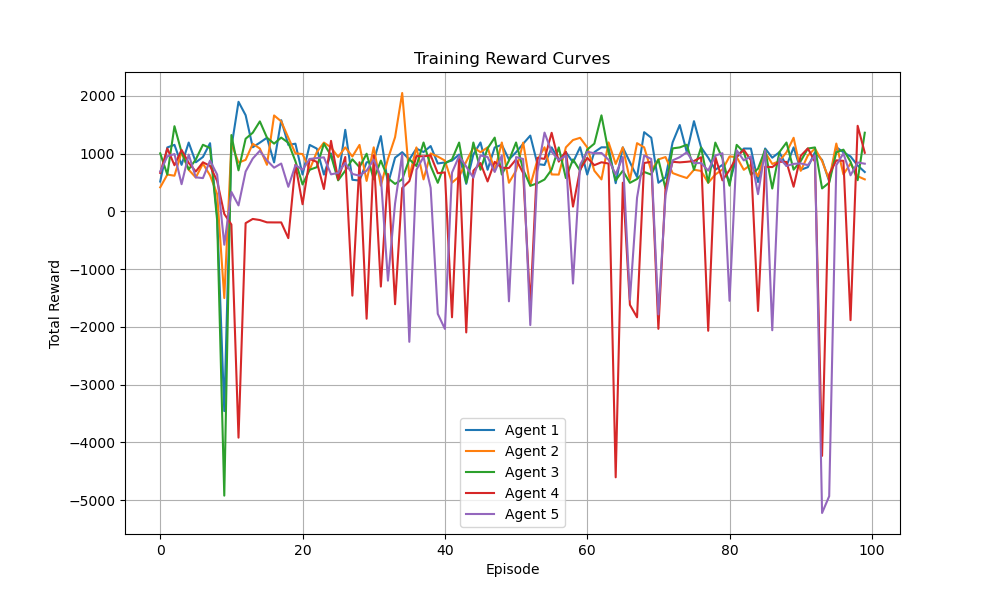 Training Reward Curves
2000
1000
0
−1000
−2000
−3000
−4000
−5000
Total Reward
Agent 1
Agent 2
Agent 3
Agent 4
Agent 5
0 20 40 60 80 100
Episode